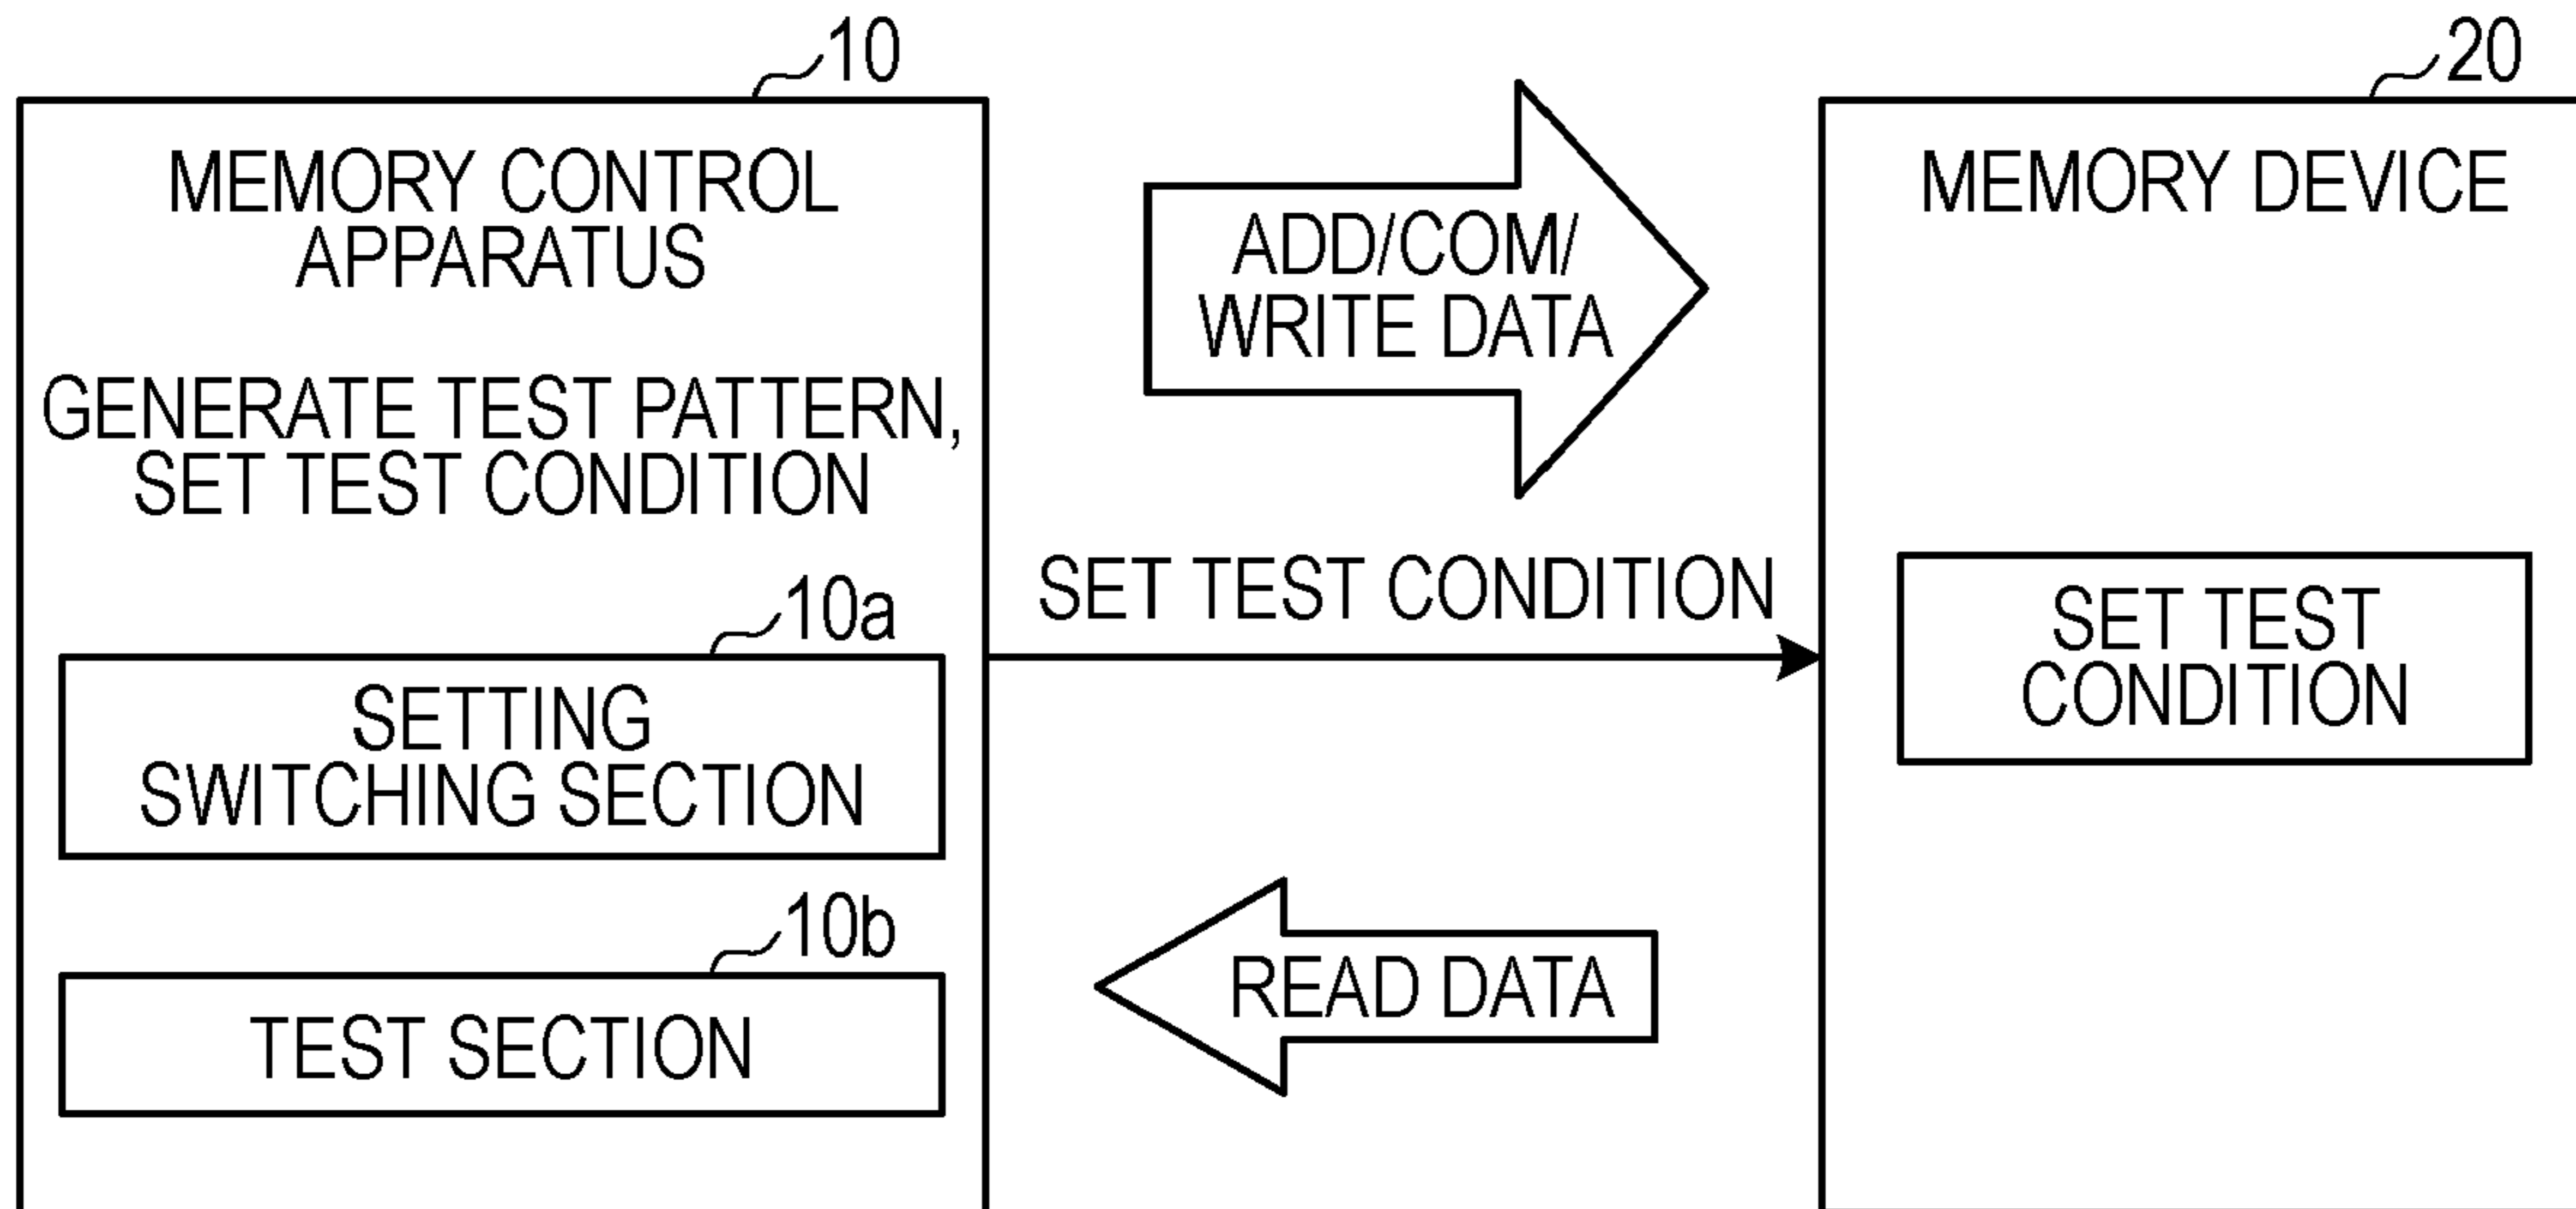 10
MEMORY CONTROL
APPARATUS
GENERATE TEST PATTERN,
SET TEST CONDITION
10a
SETTING
SWITCHING SECTION
10b
TEST SECTION
ADD/COM/
WRITE DATA
SET TEST CONDITION
READ DATA
20
MEMORY DEVICE
SET TEST
CONDITION